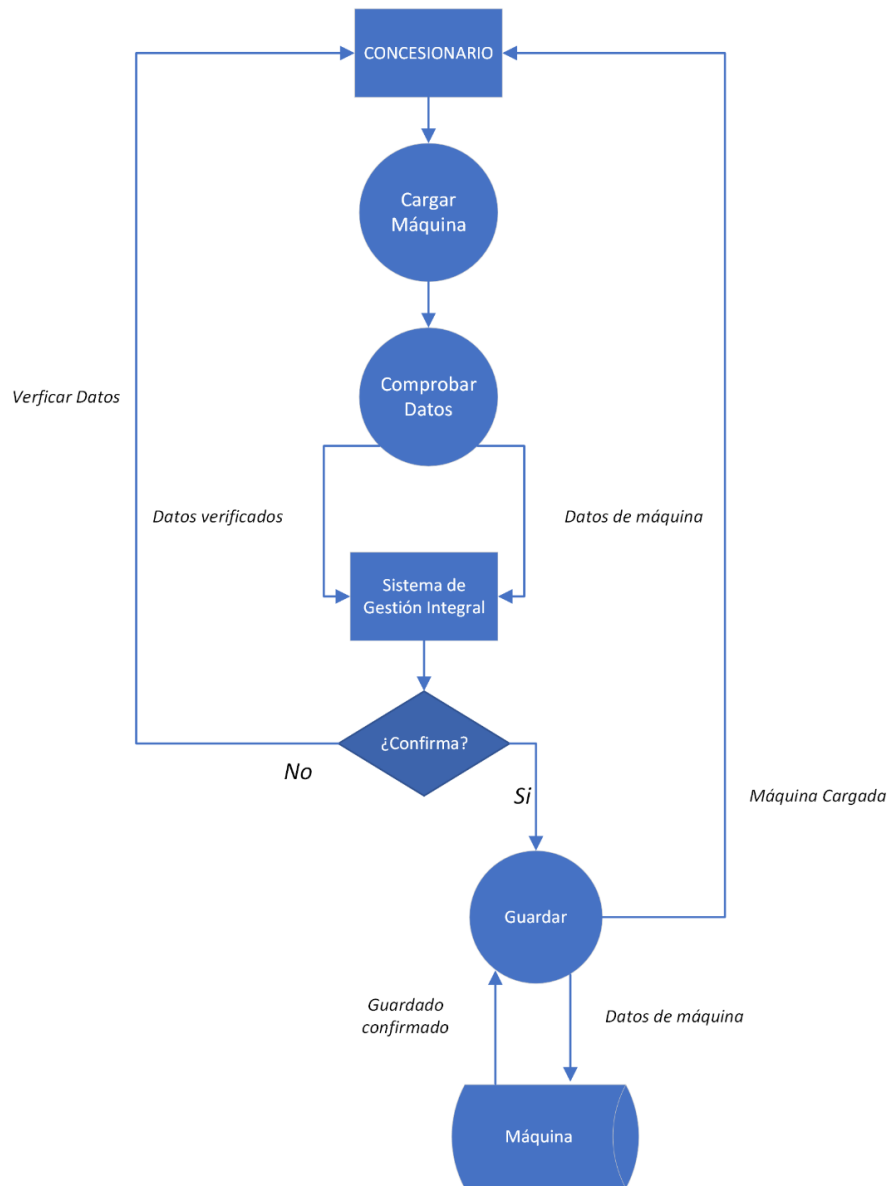 CONCESIONARIO
Cargar
Máquina
Comprobar
Datos
Verficar Datos
Datos verificados
Datos de máquina
Sistema de
Gestión Integral
¿Confirma?
No
Si
Máquina Cargada
Guardar
Guardado
confirmado
Datos de máquina
Máquina